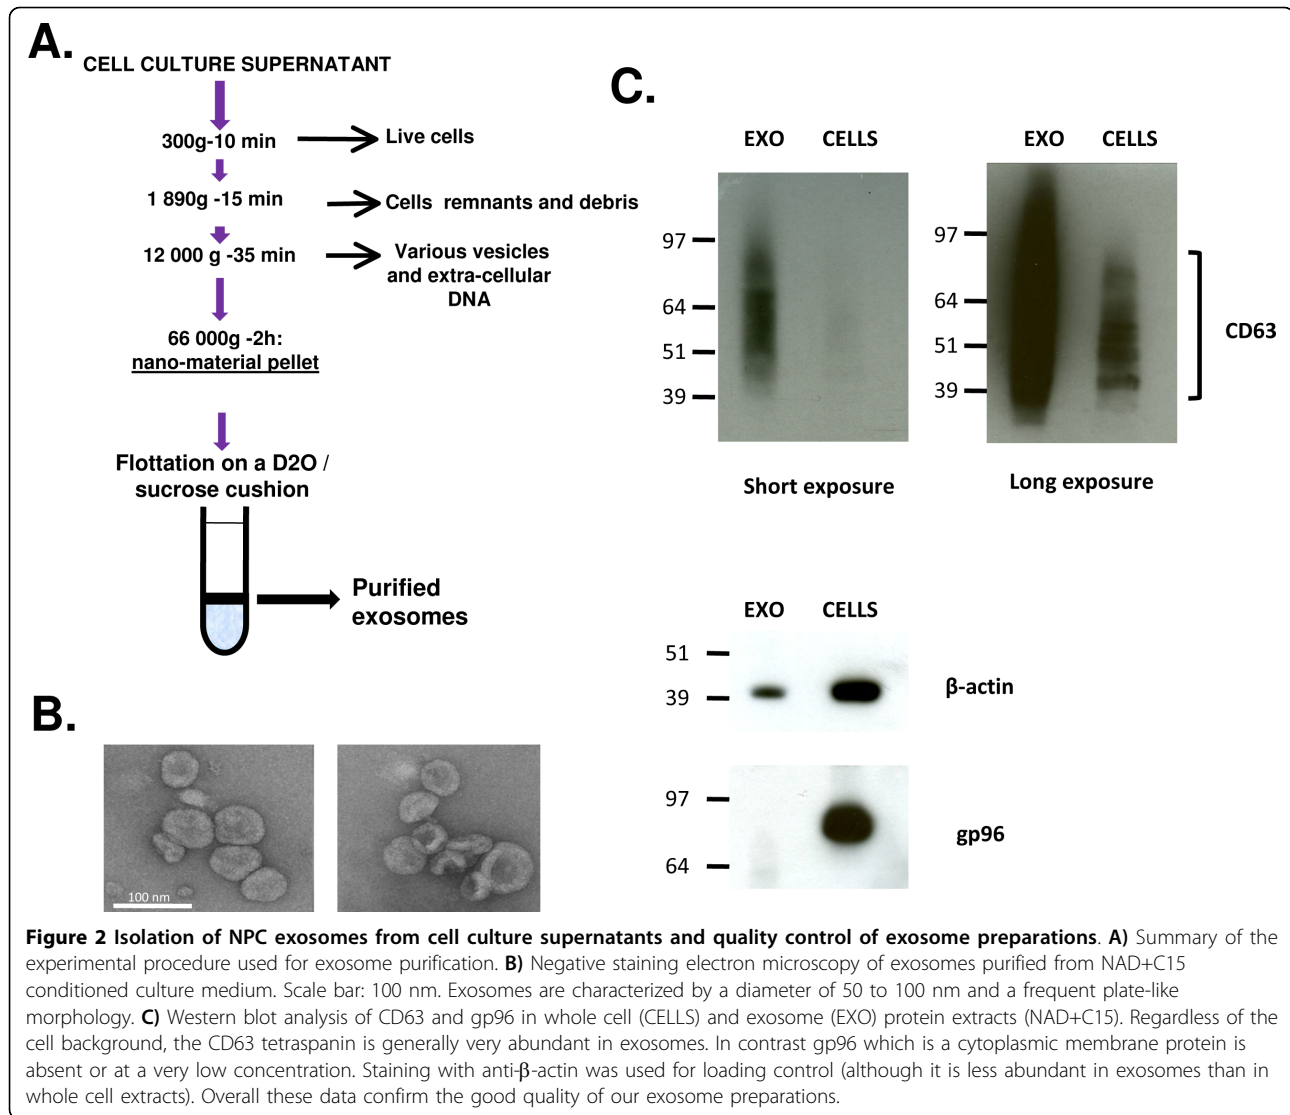 A.
CELL CULTURE SUPERNATANT
300g-10 min
Live cells
1 890g -15 min
Cells remnants and debris
12 000 g -35 min
Various vesicles
and extra-cellular
DNA
66 000g -2h:
nano-material pellet
Flottation on a D2O /
sucrose cushion
Purified
exosomes
B.
100 nm
C.
EXO CELLS
97
64
51
39
Short exposure
EXO CELLS
97
64
51
39
CD63
Long exposure
EXO CELLS
51
39
β-actin
97
64
gp96
Figure 2 Isolation of NPC exosomes from cell culture supernatants and quality control of exosome preparations. A) Summary of the
experimental procedure used for exosome purification. B) Negative staining electron microscopy of exosomes purified from NAD+C15
conditioned culture medium. Scale bar: 100 nm. Exosomes are characterized by a diameter of 50 to 100 nm and a frequent plate-like
morphology. C) Western blot analysis of CD63 and gp96 in whole cell (CELLS) and exosome (EXO) protein extracts (NAD+C15). Regardless of the
cell background, the CD63 tetraspanin is generally very abundant in exosomes. In contrast gp96 which is a cytoplasmic membrane protein is
absent or at a very low concentration. Staining with anti-β-actin was used for loading control (although it is less abundant in exosomes than in
whole cell extracts). Overall these data confirm the good quality of our exosome preparations.